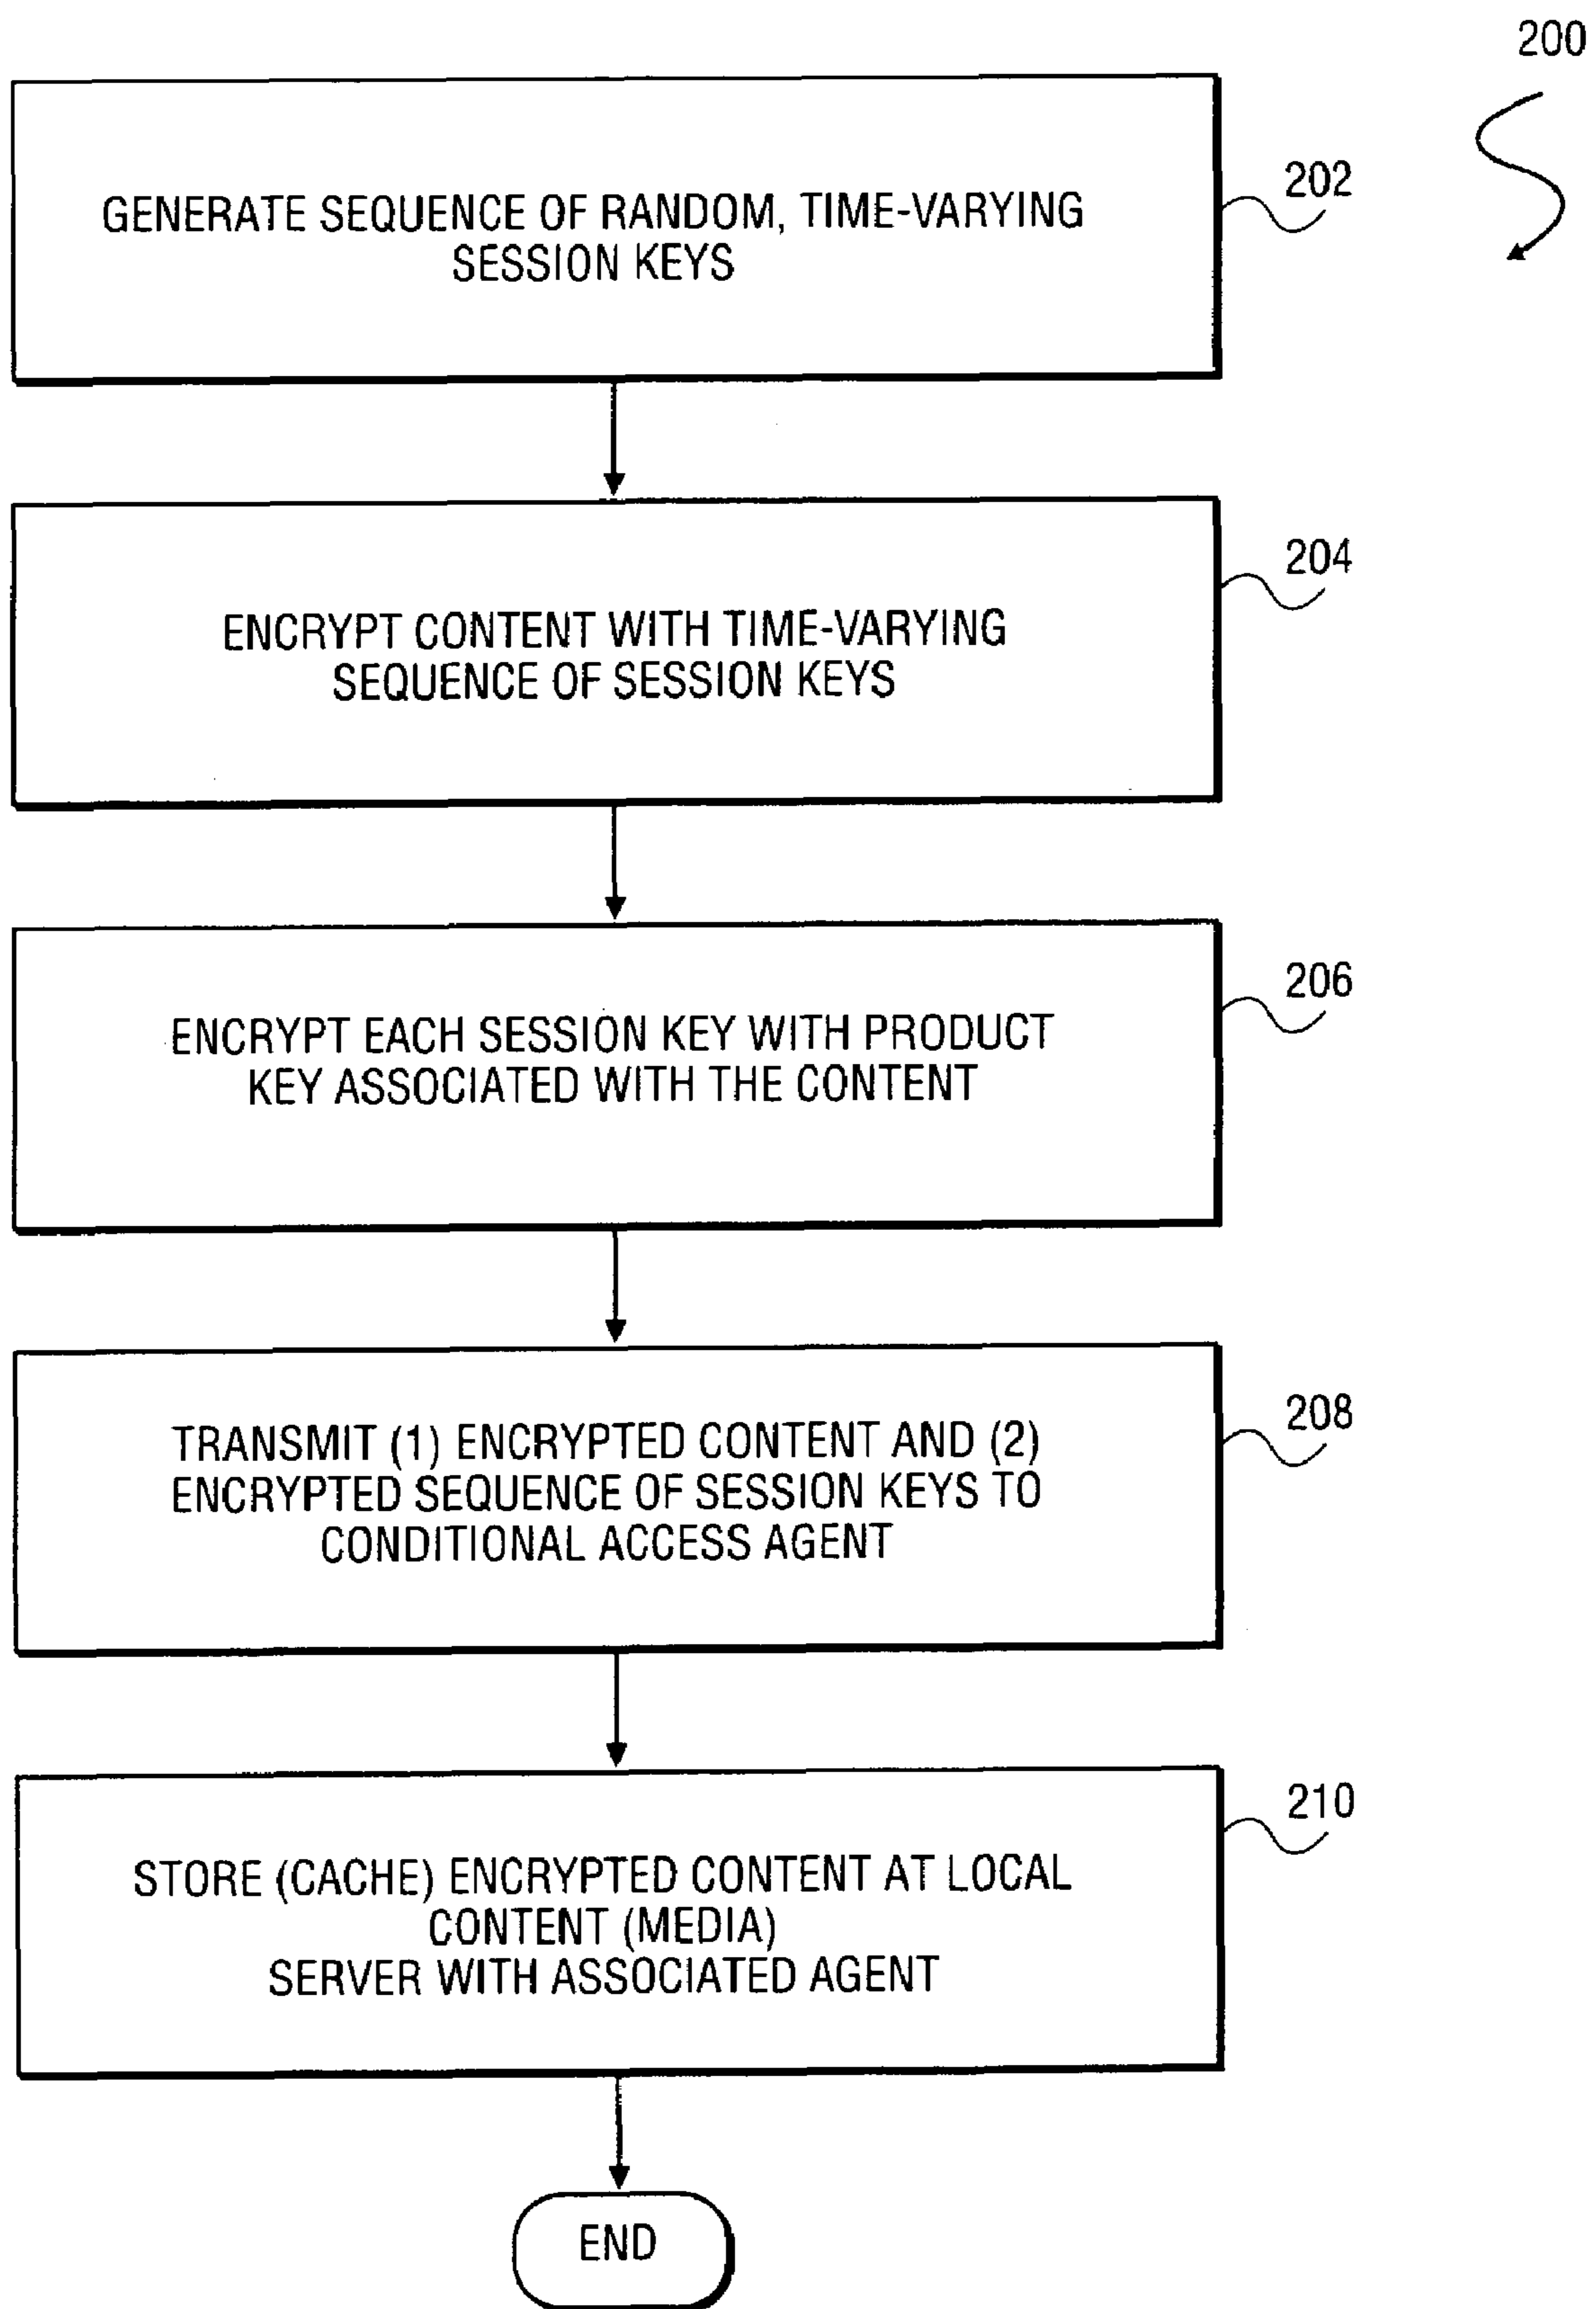 200
GENERATE SEQUENCE OF RANDOM, TIME-VARYING
SESSION KEYS
202
ENCRYPT CONTENT WITH TIME-VARYING
SEQUENCE OF SESSION KEYS
204
ENCRYPT EACH SESSION KEY WITH PRODUCT
KEY ASSOCIATED WITH THE CONTENT
206
TRANSMIT (1) ENCRYPTED CONTENT AND (2)
ENCRYPTED SEQUENCE OF SESSION KEYS TO
CONDITIONAL ACCESS AGENT
208
STORE (CACHE) ENCRYPTED CONTENT AT LOCAL
CONTENT (MEDIA)
SERVER WITH ASSOCIATED AGENT
210
END